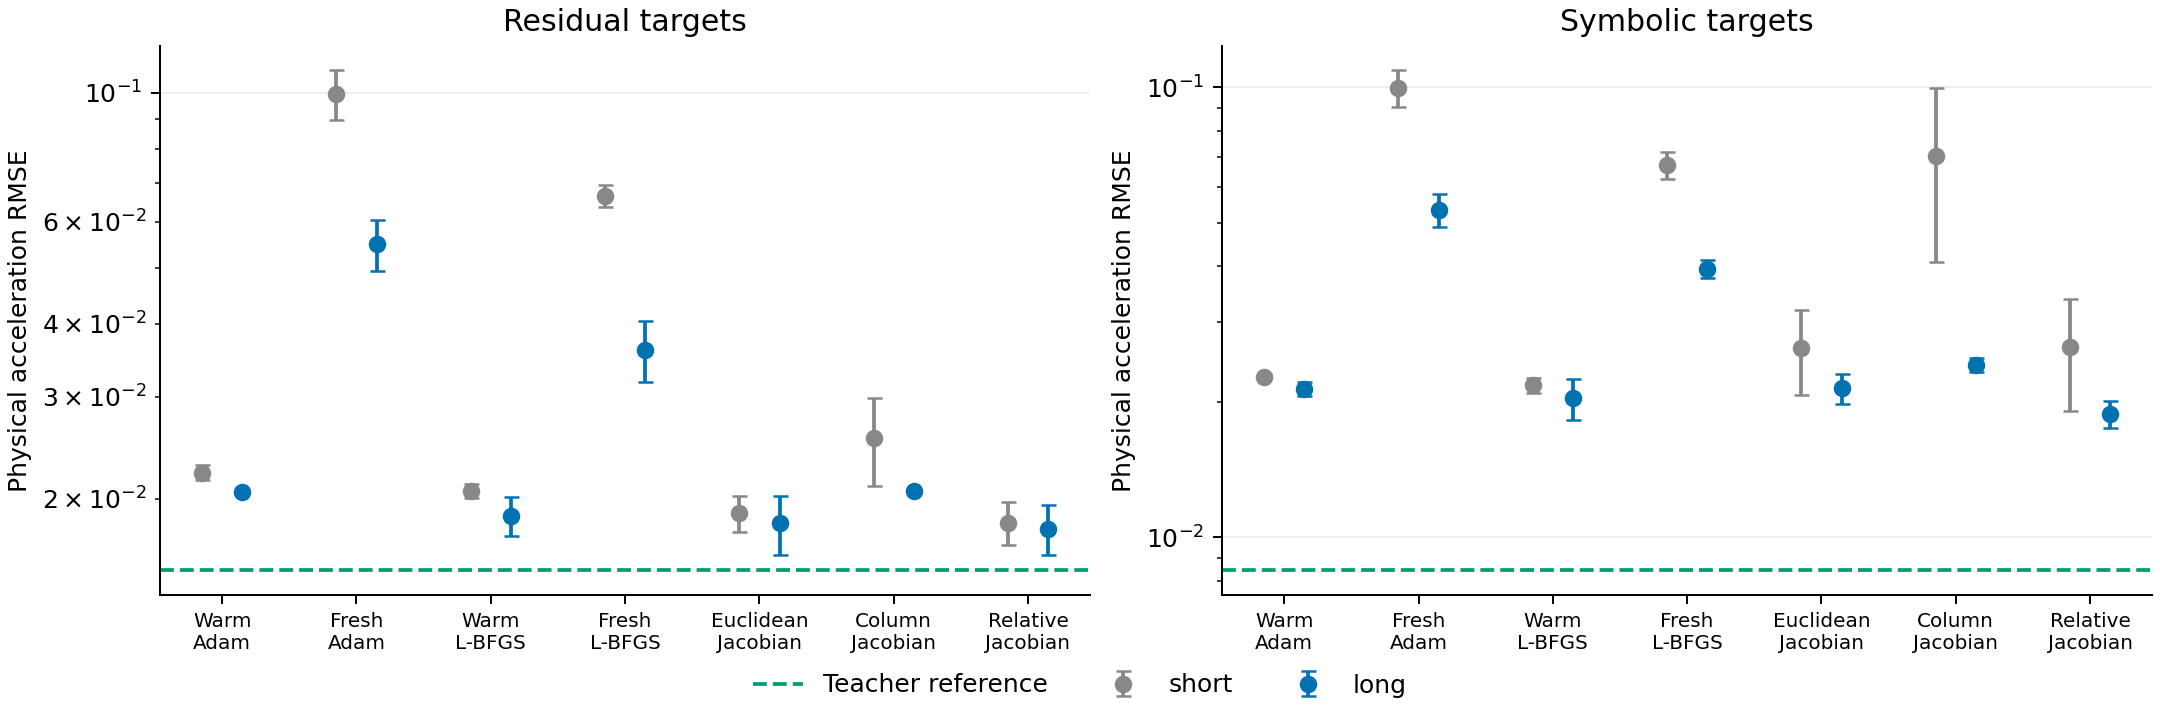 Residual targets
Physical acceleration RMSE
10⁻¹
6 × 10⁻²
4 × 10⁻²
3 × 10⁻²
2 × 10⁻²
Warm Adam
Fresh Adam
Warm L-BFGS
Fresh L-BFGS
Euclidean Jacobian
Column Jacobian
Relative Jacobian
Symbolic targets
Physical acceleration RMSE
10⁻¹
10⁻²
Warm Adam
Fresh Adam
Warm L-BFGS
Fresh L-BFGS
Euclidean Jacobian
Column Jacobian
Relative Jacobian
Teacher reference
short
long